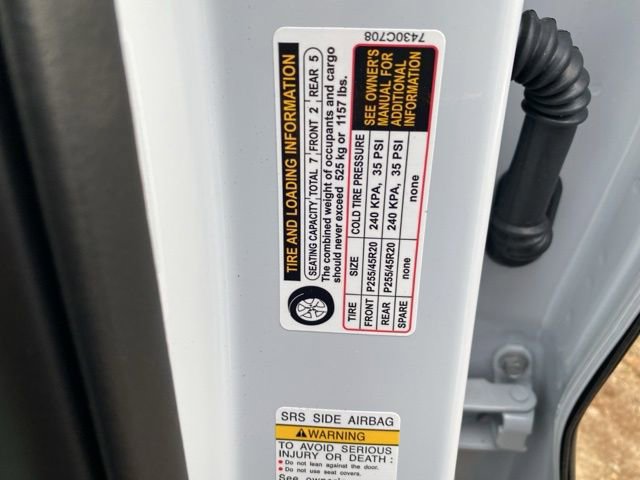 7430C708
TIRE AND LOADING INFORMATION
SEATING CAPACITY TOTAL 7 FRONT 2 REAR 5
The combined weight of occupants and cargo
should never exceed 525 kg or 1157 lbs.
TIRE SIZE COLD TIRE PRESSURE
FRONT P255/45R20 240 KPA, 35 PSI
REAR P255/45R20 240 KPA, 35 PSI
SPARE none none
SEE OWNER'S
MANUAL FOR
ADDITIONAL
INFORMATION
SRS SIDE AIRBAG
WARNING
TO AVOID SERIOUS
INJURY OR DEATH :
• Do not lean against the door.
• Do not use seat covers.
See